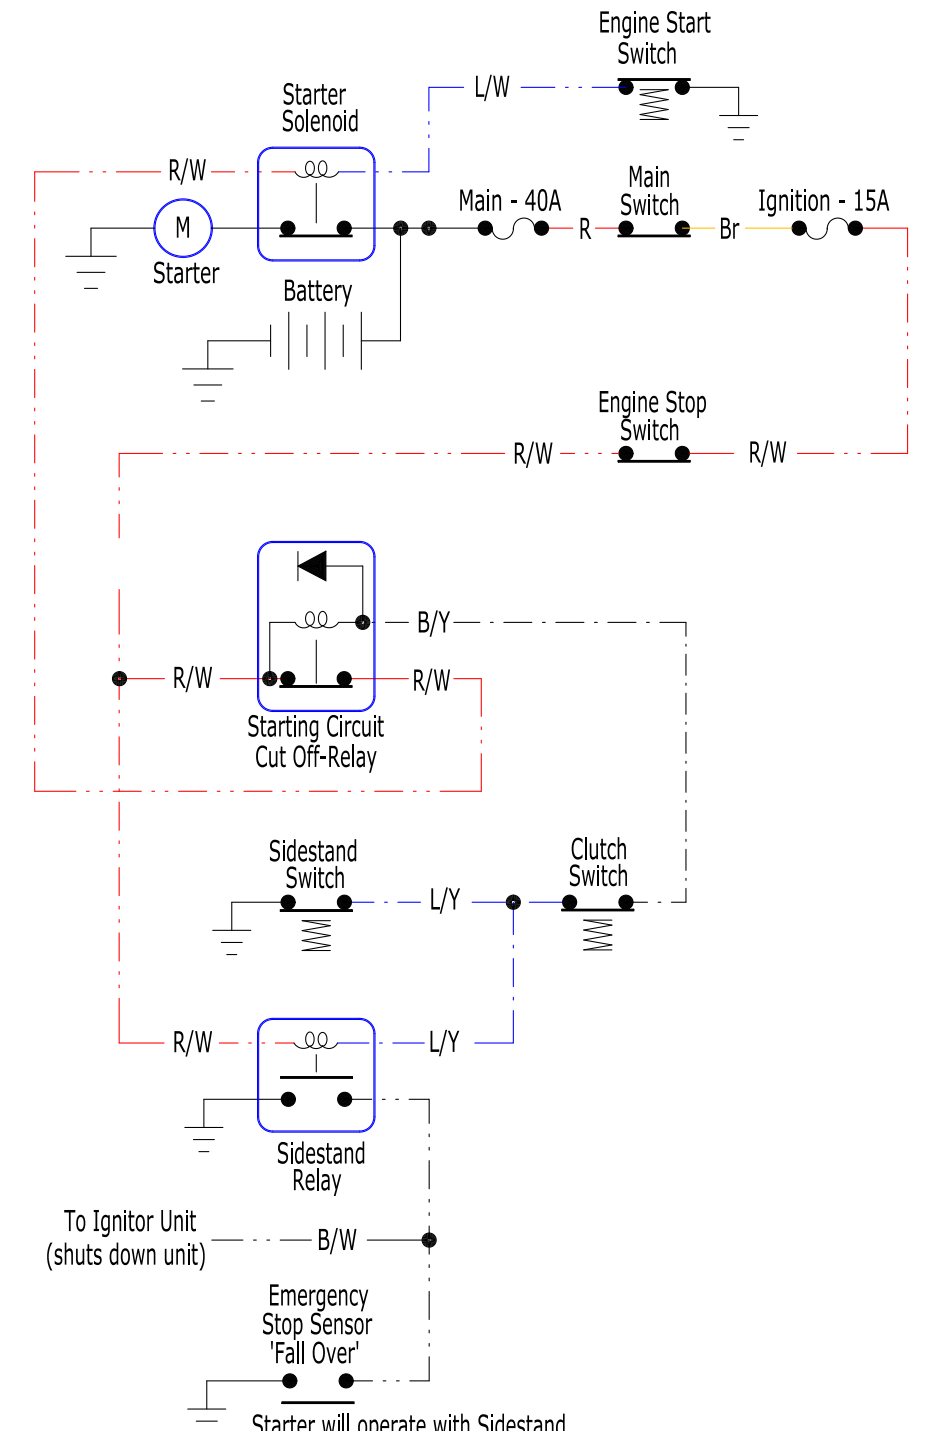 Engine Start
Switch
L/W
Starter
Solenoid
R/W
Main - 40A
Main
Switch
Ignition - 15A
M
R
Br
Starter
Battery
Engine Stop
Switch
R/W
R/W
B/Y
R/W
R/W
Starting Circuit
Cut Off-Relay
Sidestand
Switch
Clutch
Switch
L/Y
R/W
L/Y
Sidestand
Relay
To Ignitor Unit
(shuts down unit)
B/W
Emergency
Stop Sensor
'Fall Over'
Starter will operate with Sidestand